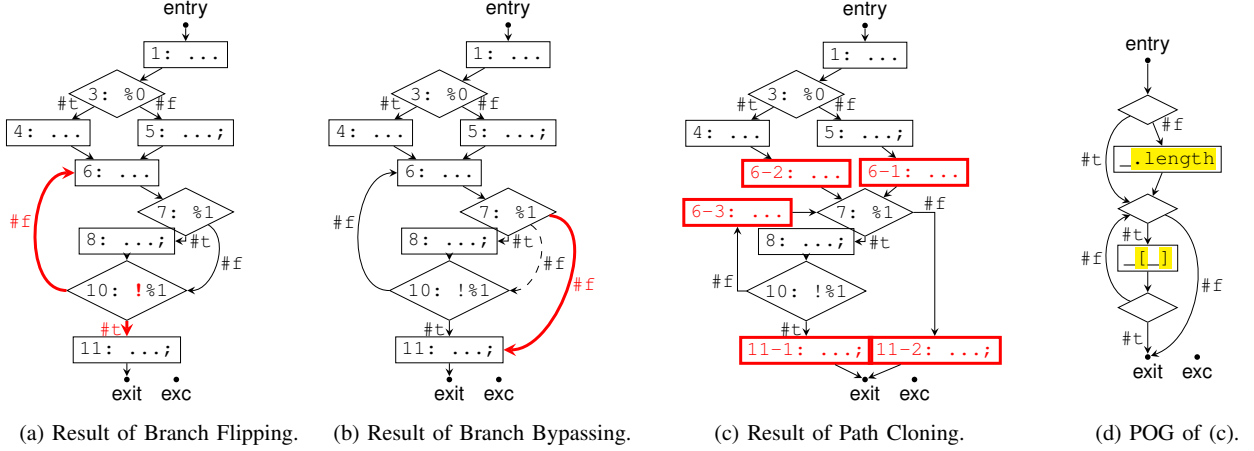 entry
1: ...
3: %0
#t
#f
4: ...
5: ...;
6: ...
#f
7: %1
8: ...;
#t
#f
10: !%1
#t
11: ...;
exit
exc
(a) Result of Branch Flipping.
entry
1: ...
3: %0
#t
#f
4: ...
5: ...;
6: ...
7: %1
8: ...;
#t
#f
#f
10: !%1
#t
11: ...;
exit
exc
(b) Result of Branch Bypassing.
entry
1: ...
3: %0
#t
#f
4: ...
5: ...;
6-2: ...
6-1: ...
6-3: ...
7: %1
#f
8: ...;
#t
#f
10: !%1
#t
11-1: ...;
11-2: ...;
exit
exc
(c) Result of Path Cloning.
entry
#f
#t
_.length
#t
#f
_[_]
#f
#t
exit
exc
(d) POG of (c).